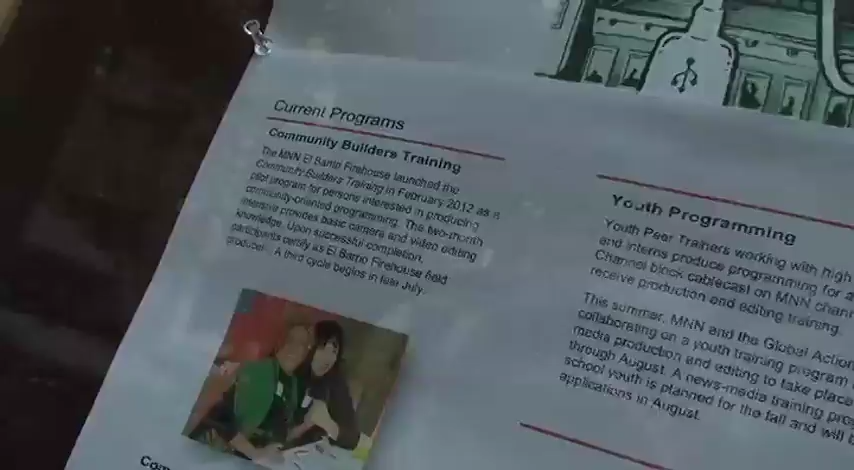 Current Programs
Community Builders Training
The MNN El Barrio Firehouse launched the
Community Builders Training in February 2012 as a
pilot program for persons interested in producing
community-oriented programming. The two-month
intensive provides basic camera and video editing
knowledge. Upon successful completion,
participants certify as El Barrio Firehouse field
producer. A third cycle begins in late July.
Com
Youth Programming
Youth Peer Trainers working with high
and interns produce programming for a
Channel block cablecast on MNN chann
receive production and editing training.
This summer, MNN and the Global Action
collaborating on a youth training program
media production and editing to take place
through August. A news-media training prog
school youth is planned for the fall and will b
applications in August.